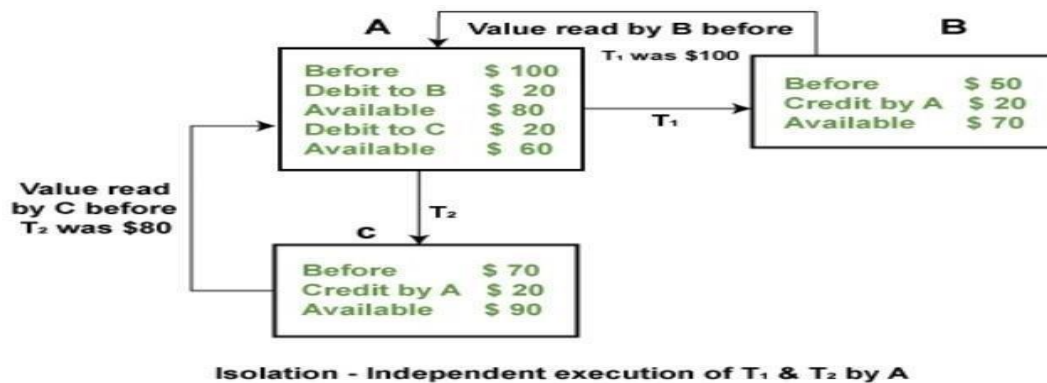 A
Value read by B before
T₁ was $100
B
Before $ 100
Debit to B $ 20
Available $ 80
Debit to C $ 20
Available $ 60
T₁
Before $ 50
Credit by A $ 20
Available $ 70
Value read
by C before
T₂ was $80
T₂
c
Before $ 70
Credit by A $ 20
Available $ 90
Isolation - Independent execution of T₁ & T₂ by A